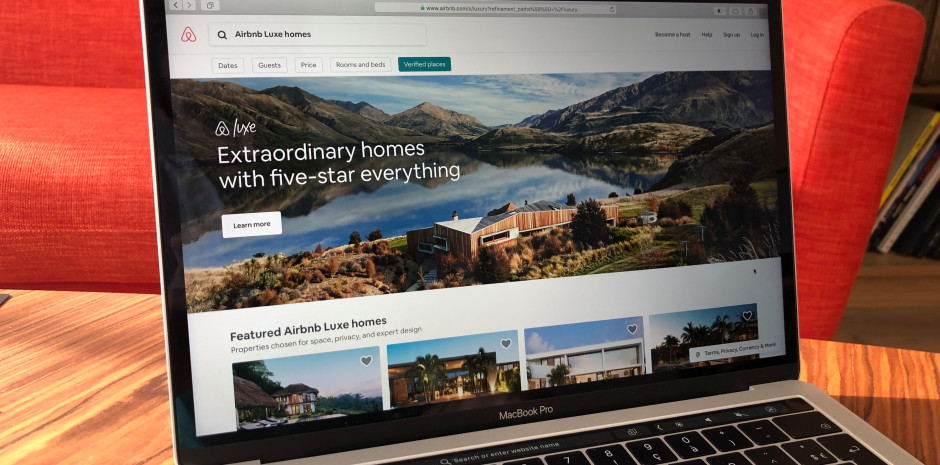 www.airbnb.com/s/luxury?refinement_paths%5B%5D=%2Fluxury
Airbnb Luxe homes
Become a host
Help
Sign up
Log in
Dates
Guests
Price
Rooms and beds
Verified places
luxe
Extraordinary homes
with five-star everything
Learn more
Featured Airbnb Luxe homes
Properties chosen for space, privacy, and expert design
Terms, Privacy, Currency & More
MacBook Pro
Search or enter website name